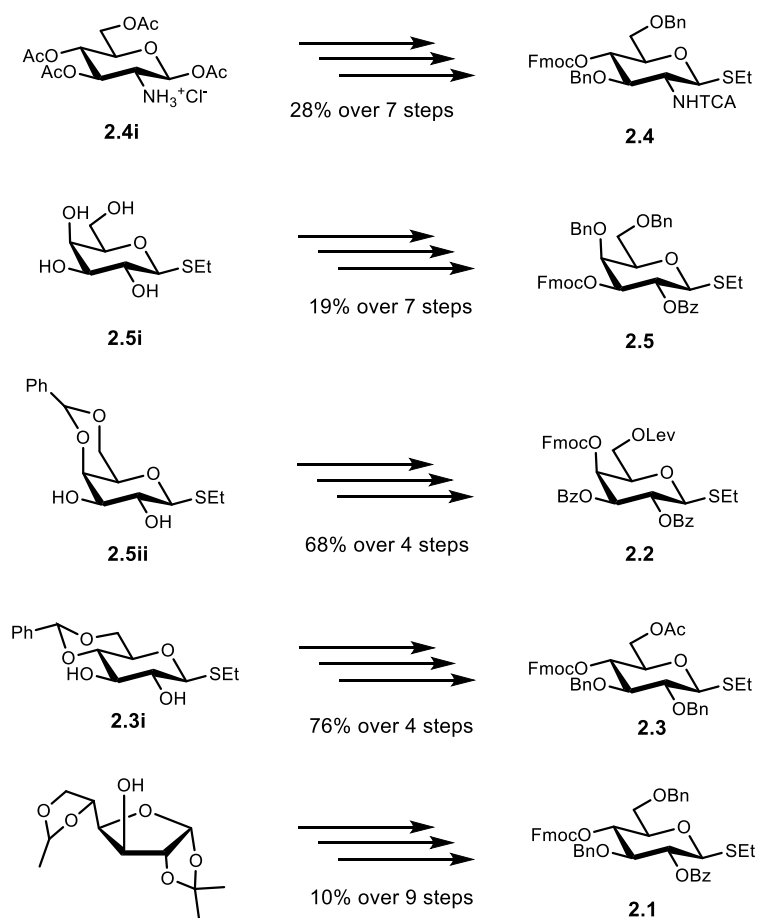 OAc
O
AcO
AcO
OAc
NH₃⁺Cl⁻
2.4i
28% over 7 steps
OBn
O
FmocO
BnO
SEt
NHTCA
2.4
OH
OH
O
HO
SEt
OH
2.5i
19% over 7 steps
BnO
OBn
O
FmocO
SEt
OBz
2.5
Ph
O
O
O
HO
SEt
OH
2.5ii
68% over 4 steps
FmocO
OLev
O
BzO
SEt
OBz
2.2
Ph
O
O
O
HO
SEt
OH
2.3i
76% over 4 steps
OAc
O
FmocO
BnO
SEt
OBn
2.3
OH
O
O
O
O
O
10% over 9 steps
OBn
O
FmocO
BnO
SEt
OBz
2.1